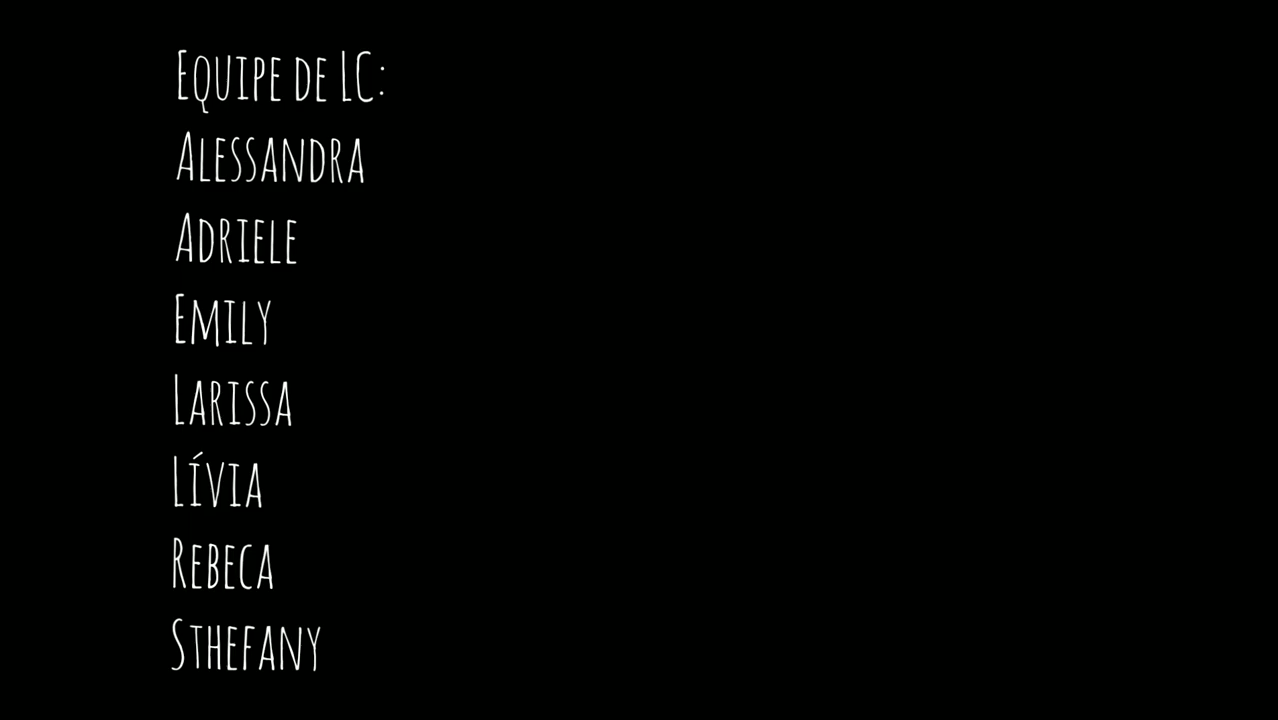 Equipe de LC:
Alessandra
Adriele
Emily
Larissa
Lívia
Rebeca
Sthefany